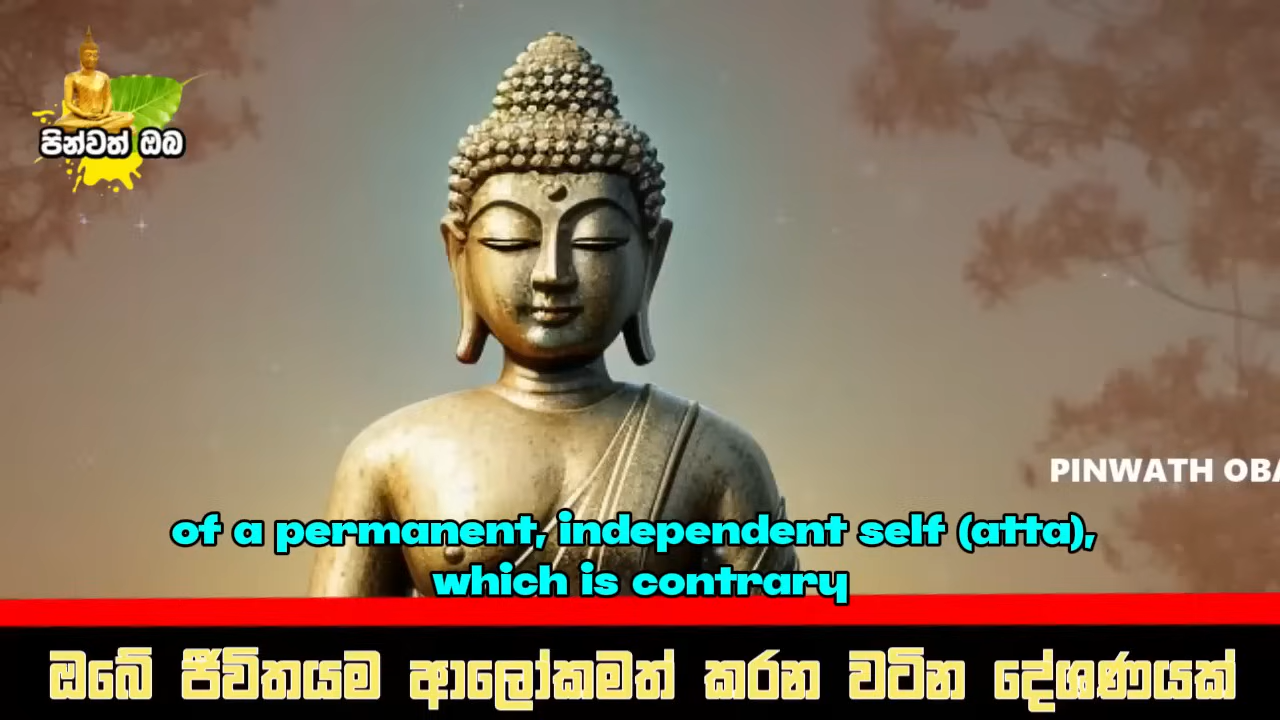 පින්වත් ඔබ
PINWATH OBA
of a permanent, independent self (atta),
which is contrary
ඔබේ ජීවිතයම ආලෝකමත් කරන වටින දේශණයක්